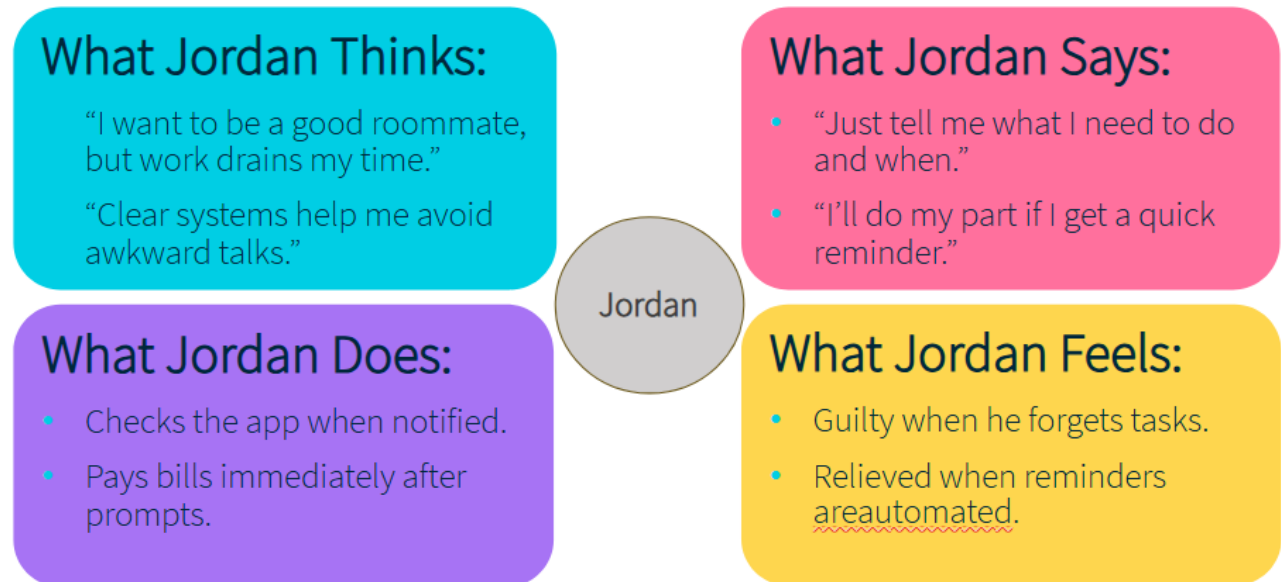 What Jordan Thinks:
“I want to be a good roommate,
but work drains my time.”
“Clear systems help me avoid
awkward talks.”
What Jordan Says:
• “Just tell me what I need to do
and when.”
• “I’ll do my part if I get a quick
reminder.”
Jordan
What Jordan Does:
• Checks the app when notified.
• Pays bills immediately after
prompts.
What Jordan Feels:
• Guilty when he forgets tasks.
• Relieved when reminders
areautomated.